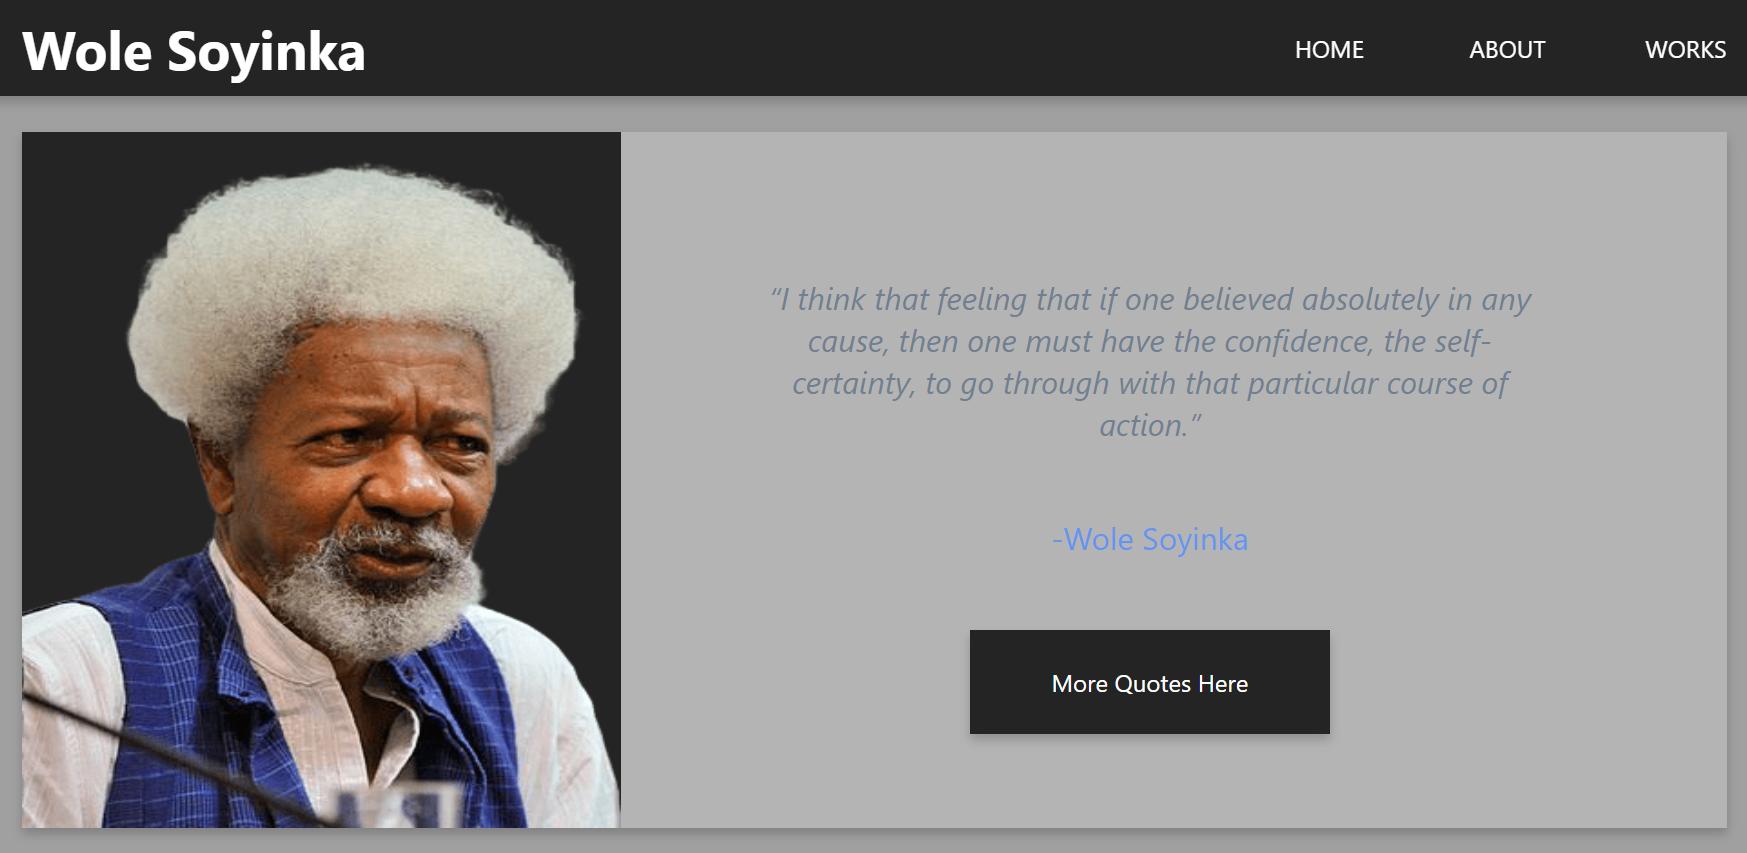 Wole Soyinka
HOME ABOUT WORKS
“I think that feeling that if one believed absolutely in any
cause, then one must have the confidence, the self-
certainty, to go through with that particular course of
action.”
-Wole Soyinka
More Quotes Here